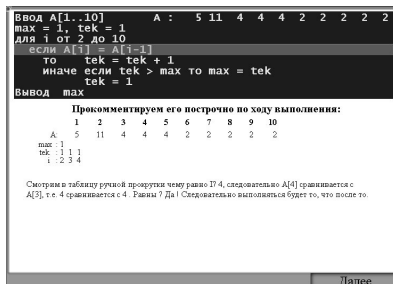 Ввод A[1..10] A : 5 11 4 4 4 2 2 2 2 2
max = 1, tek = 1
для i от 2 до 10
если A[i] = A[i-1]
то tek = tek + 1
иначе если tek > max то max = tek
tek = 1
Вывод max
Прокомментируем его построчно по ходу выполнения:
1 2 3 4 5 6 7 8 9 10
A: 5 11 4 4 4 2 2 2 2 2
max : 1
tek : 1 1 1
i : 2 3 4
Смотрим в таблицу ручной прокрутки чему равно I? 4, следовательно A[4] сравнивается с
A[3], т.е. 4 сравнивается с 4 . Равны ? Да ! Следовательно выполняться будет то, что после то.
Далее